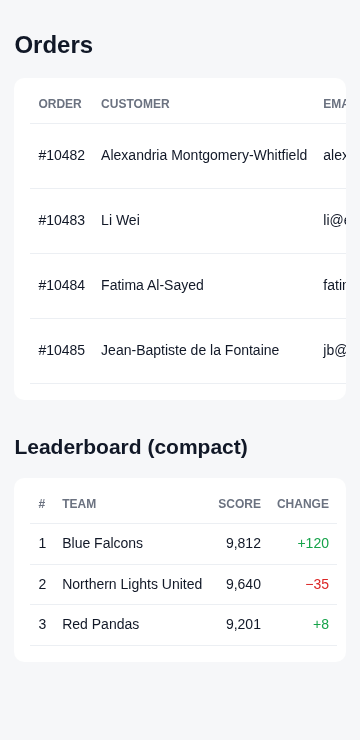 Orders
ORDER CUSTOMER
#10482 Alexandria Montgomery-Whitfield
#10483 Li Wei
#10484 Fatima Al-Sayed
#10485 Jean-Baptiste de la Fontaine
Leaderboard (compact)
# TEAM SCORE CHANGE
1 Blue Falcons 9,812 +120
2 Northern Lights United 9,640 −35
3 Red Pandas 9,201 +8